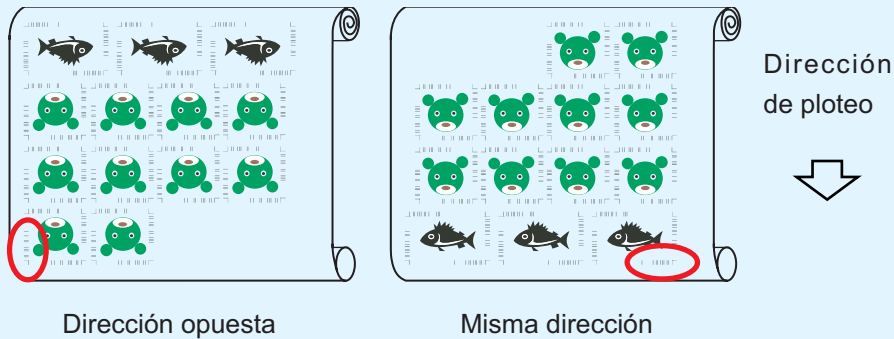 Dirección
de ploteo
Dirección opuesta
Misma dirección